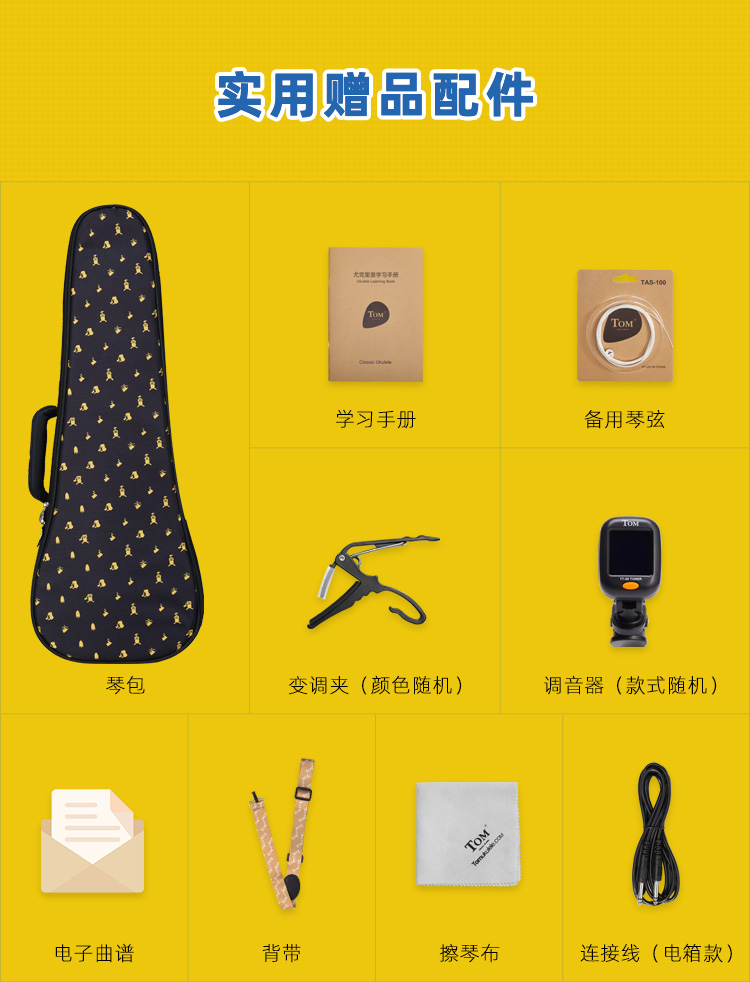 实用赠品配件
尤克里里学习手册
Ukulele Learning Book
TOM
Classic Ukulele
学习手册
TAS-100
TOM
备用琴弦
琴包
变调夹（颜色随机）
TOM
调音器（款式随机）
电子曲谱
背带
TOM
Tomukulele.COM
擦琴布
连接线（电箱款）